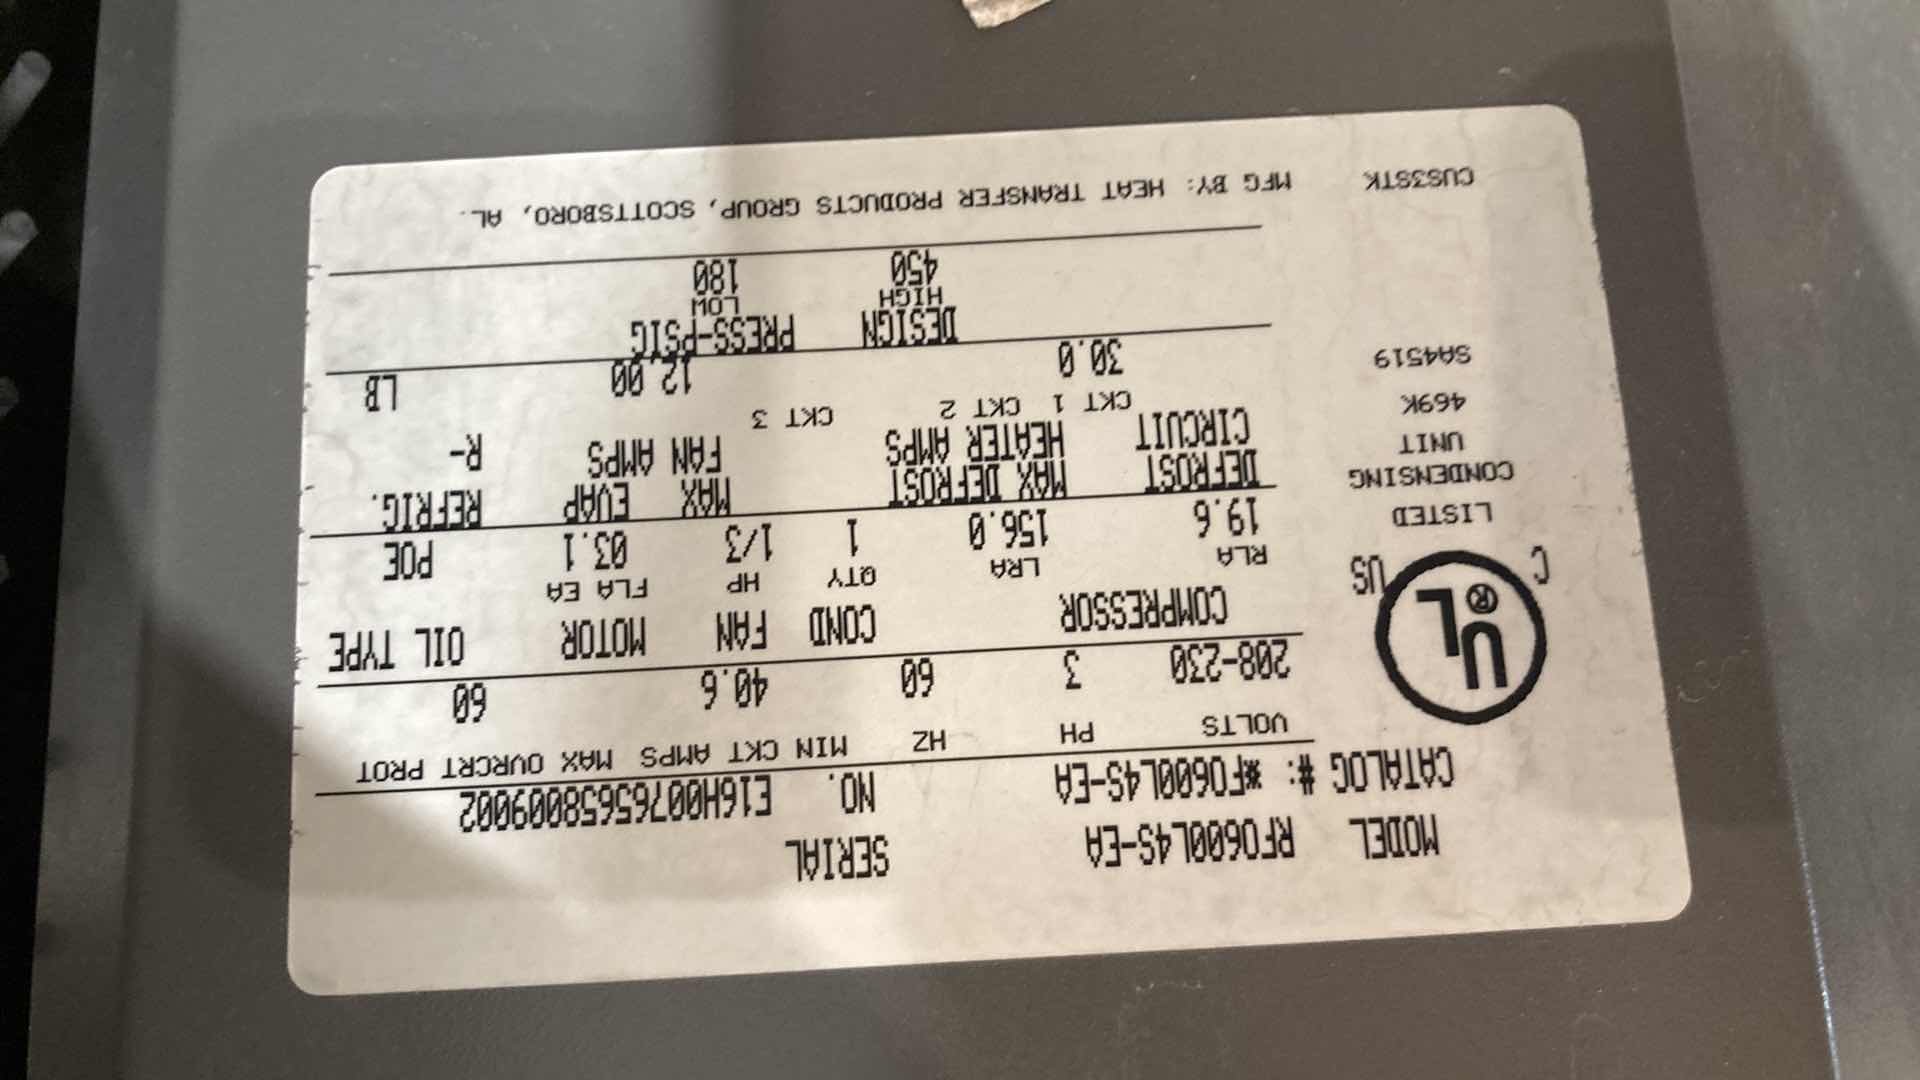 MODEL RFO600L4S-EA SERIAL
CATALOG #: *FO600L4S-EA NO. E16H00765658009002
VOLTS PH HZ MIN CKT AMPS MAX OVRCRT PROT
208-230 3 60 40.6 60
COMPRESSOR COND FAN MOTOR OIL TYPE
RLA LRA QTY HP FLA EA
19.6 156.0 1 1/3 03.1 POE
DEFROST MAX DEFROST MAX EVAP REFRIG.
CIRCUIT HEATER AMPS FAN AMPS R-
CKT 1 CKT 2 CKT 3
30.0 12.00 LB
DESIGN PRESS-PSIG
HIGH LOW
450 180
C UL® US
LISTED
CONDENSING
UNIT
469K
SA4519
CUS3STK MFG BY: HEAT TRANSFER PRODUCTS GROUP, SCOTTSBORO, AL.